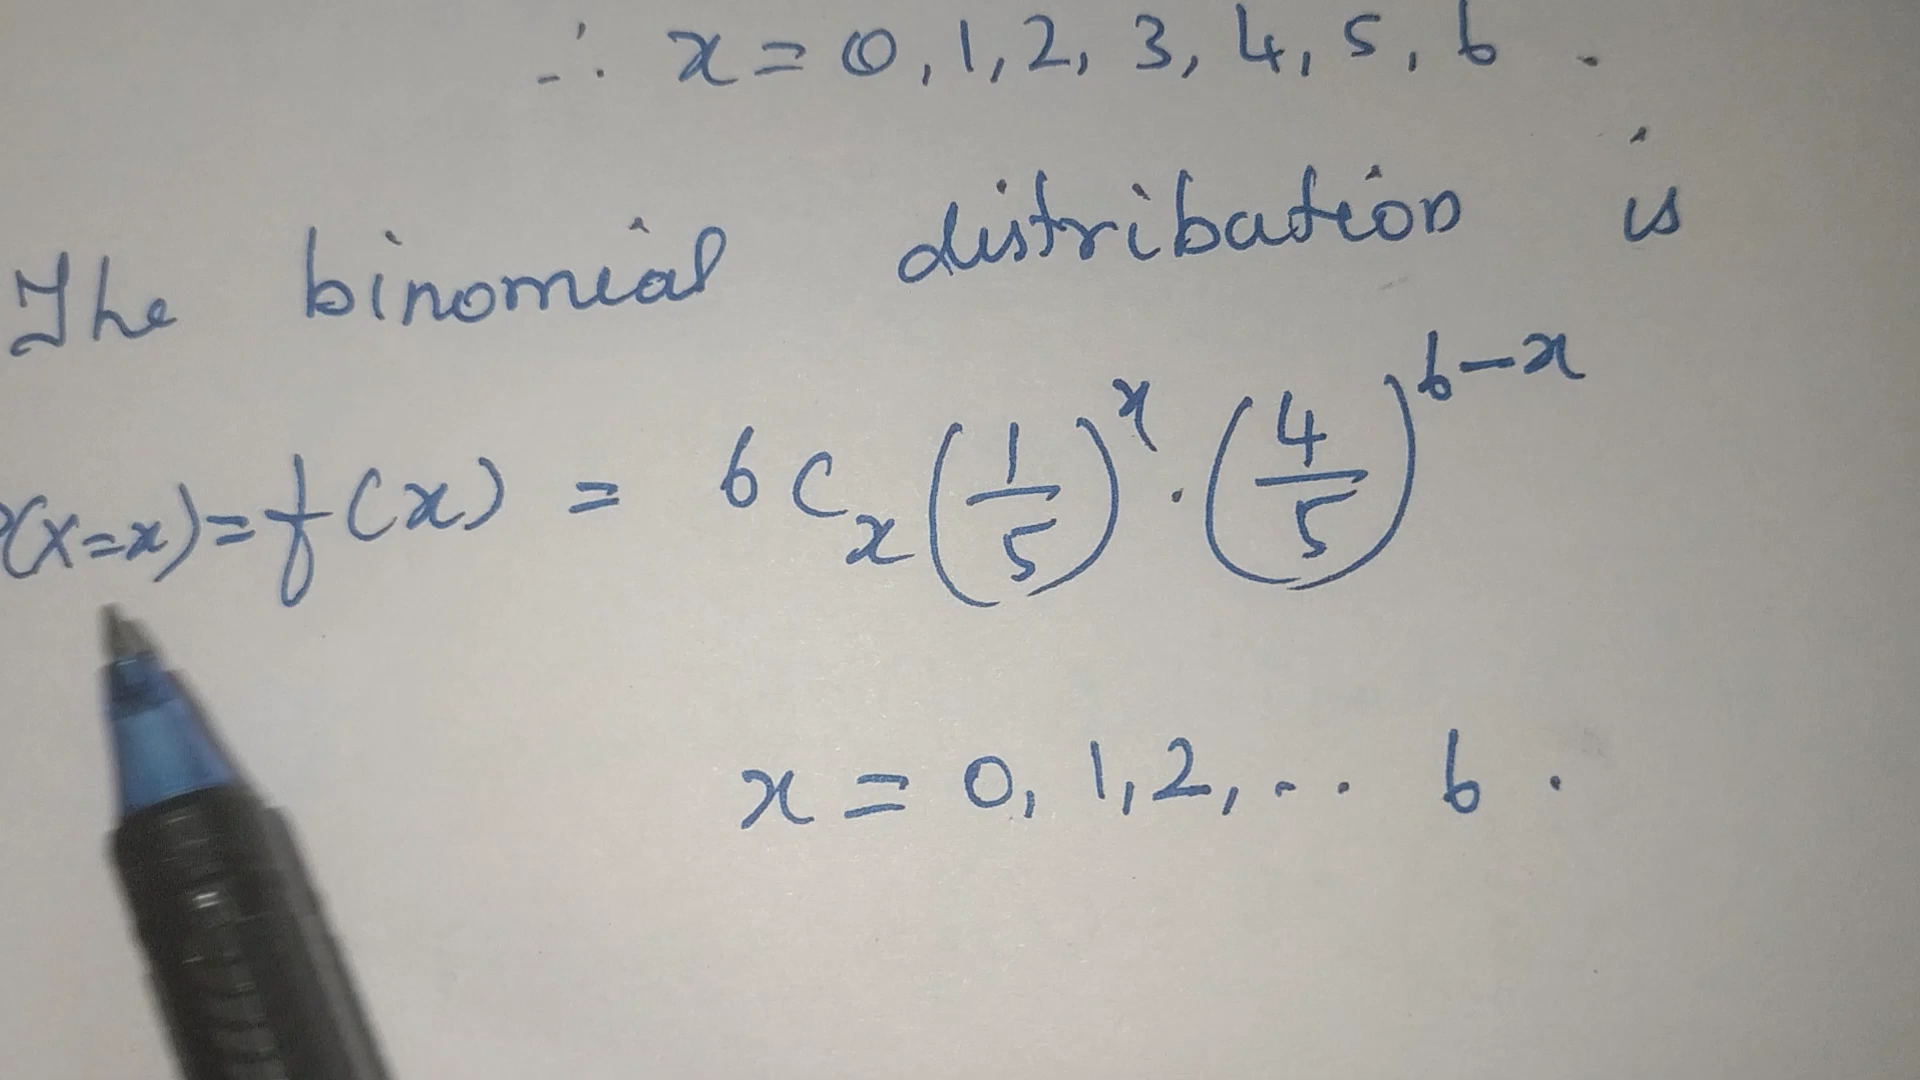 ∴ x = 0, 1, 2, 3, 4, 5, 6 .
The binomial distribution is
P(X=x) = f(x) = 6Cₓ (1/5)ˣ · (4/5)⁶⁻ˣ
x = 0, 1, 2, ... 6 .